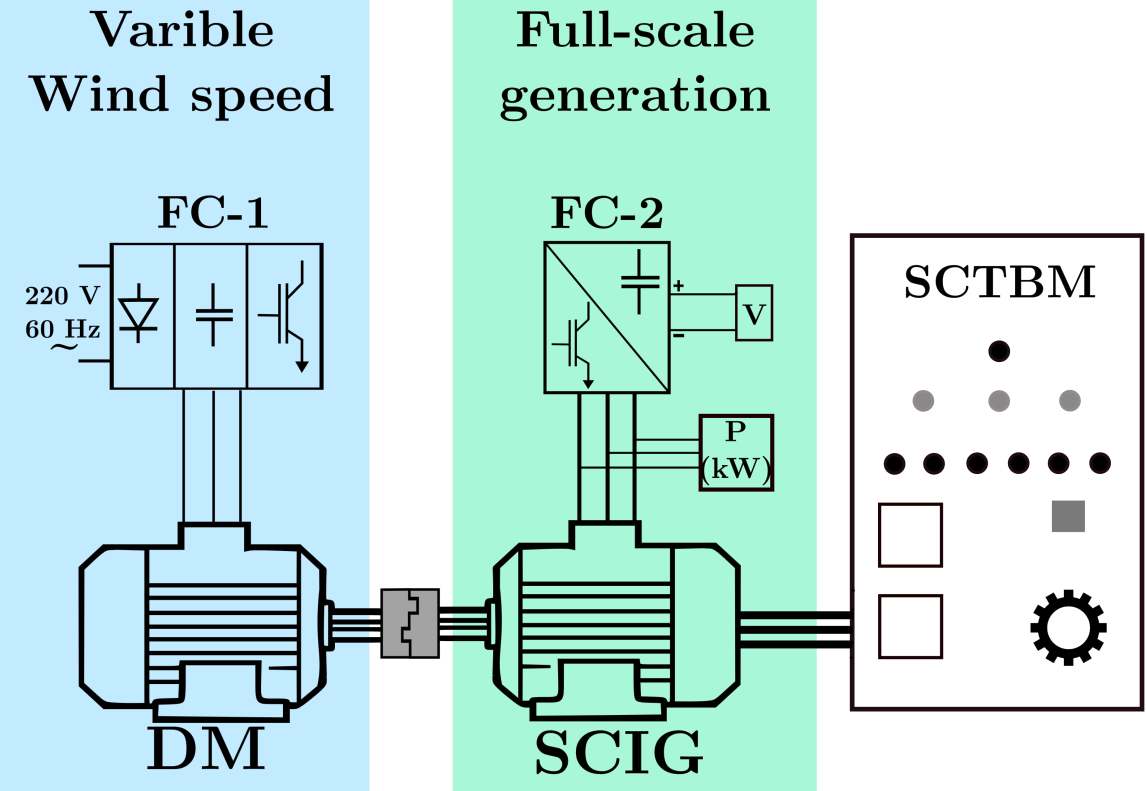 Varible
Wind speed
Full-scale
generation
FC-1
FC-2
220 V
60 Hz
~
+
V
-
P
(kW)
SCTBM
DM
SCIG